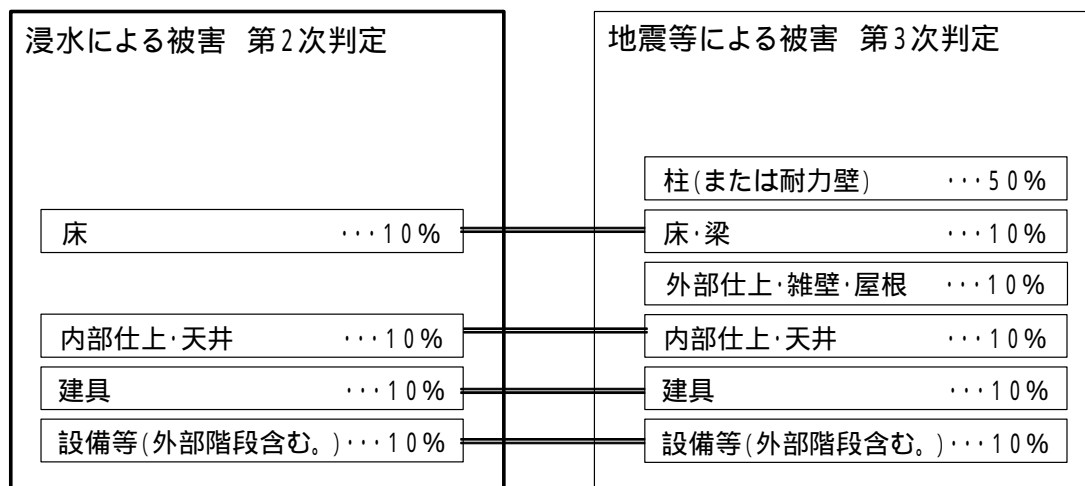 浸水による被害 第2次判定
床 ···10%
内部仕上･天井 ···10%
建具 ···10%
設備等(外部階段含む｡)···10%
地震等による被害 第3次判定
柱(または耐力壁) ···50%
床･梁 ···10%
外部仕上･雑壁･屋根 ···10%
内部仕上･天井 ···10%
建具 ···10%
設備等(外部階段含む｡)···10%